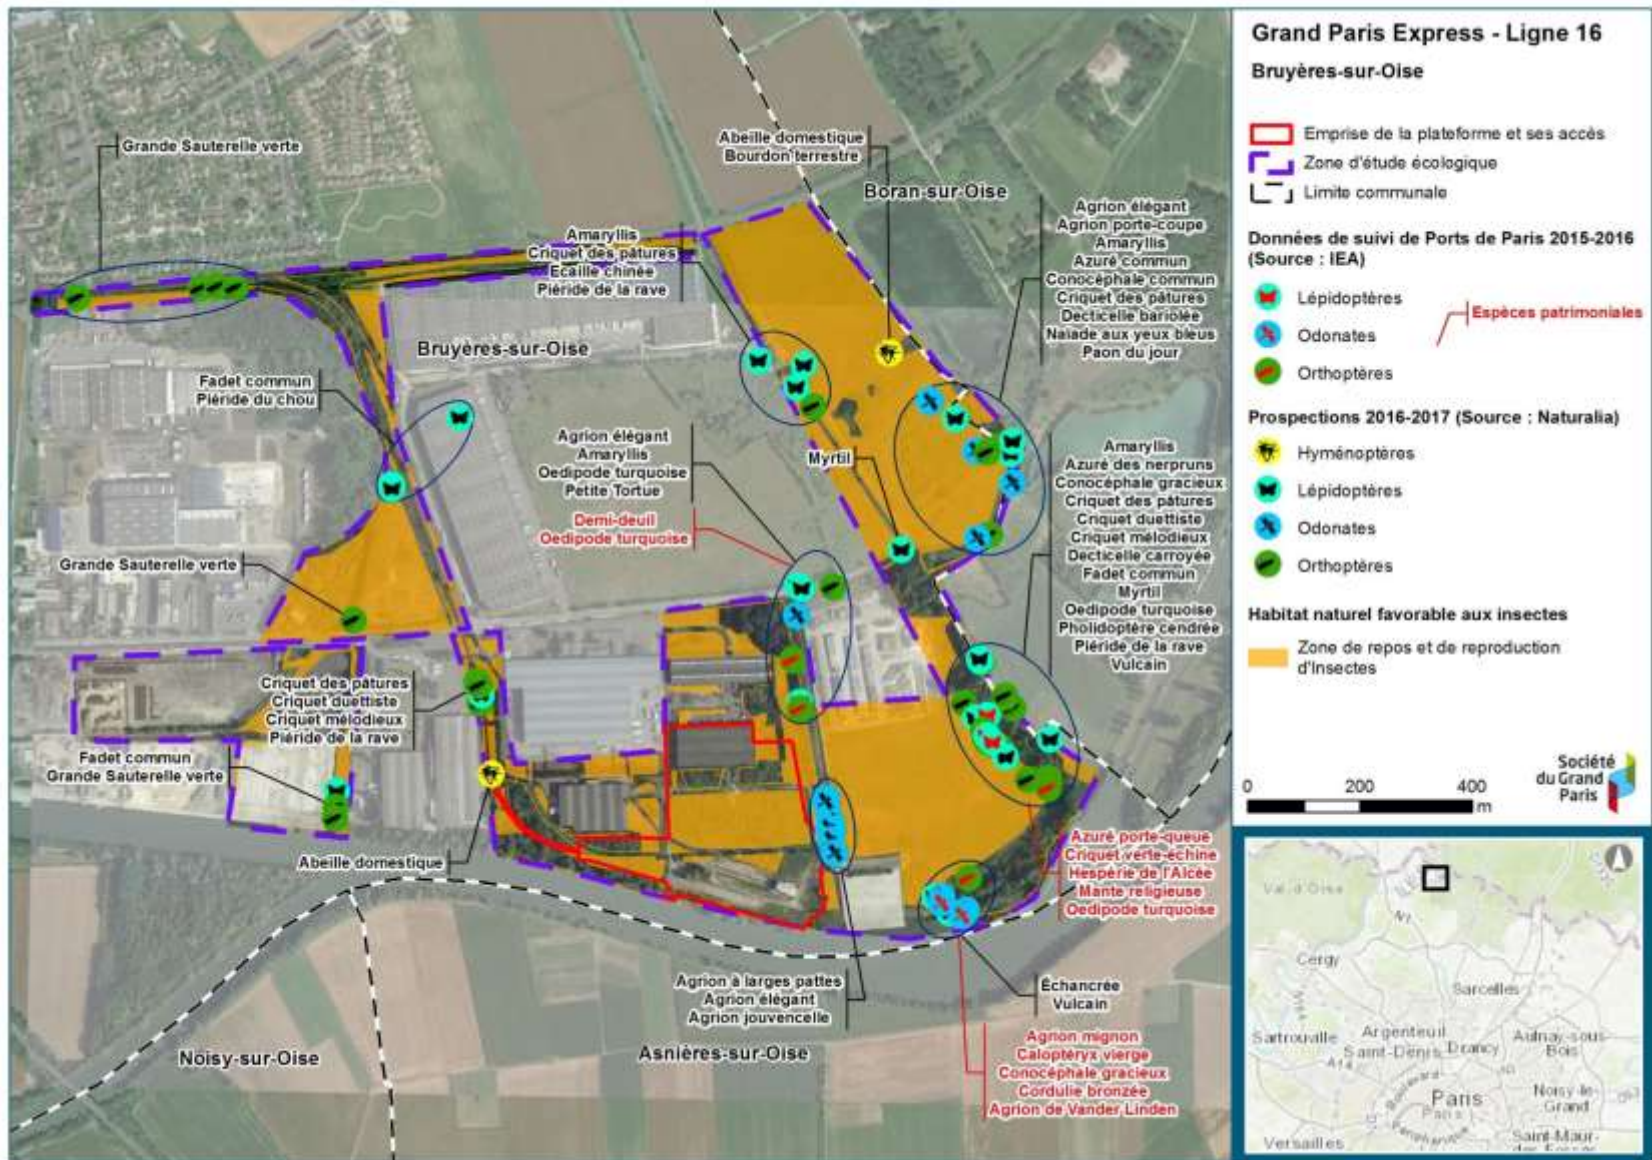 Grande Sauterelle verte
Abeille domestique
Bourdon terrestre
Boran-sur-Oise
Agrion élégant
Agrion porte-coupe
Amaryllis
Azuré commun
Conocéphale commun
Criquet des pâtures
Decticelle bariolée
Naïade aux yeux bleus
Paon du jour
Amaryllis
Criquet des pâtures
Ecaille chinée
Piéride de la rave
Bruyères-sur-Oise
Fadet commun
Piéride du chou
Agrion élégant
Amaryllis
Oedipode turquoise
Petite Tortue
Demi-deuil
Oedipode turquoise
Myrtil
Amaryllis
Azuré des nerpruns
Conocéphale gracieux
Criquet des pâtures
Criquet duettiste
Criquet mélodieux
Decticelle carroyée
Fadet commun
Myrtil
Oedipode turquoise
Pholidoptère cendrée
Piéride de la rave
Vulcain
Grande Sauterelle verte
Criquet des pâtures
Criquet duettiste
Criquet mélodieux
Piéride de la rave
Fadet commun
Grande Sauterelle verte
Abeille domestique
Azuré porte-queue
Criquet verte-échine
Hespérie de l'Alcée
Mante religieuse
Oedipode turquoise
Agrion à larges pattes
Agrion élégant
Agrion jouvencelle
Échancrée
Vulcain
Agrion mignon
Caloptéryx vierge
Conocéphale gracieux
Cordulie bronzée
Agrion de Vander Linden
Noisy-sur-Oise
Asnières-sur-Oise
Grand Paris Express - Ligne 16
Bruyères-sur-Oise
Emprise de la plateforme et ses accès
Zone d'étude écologique
Limite communale
Données de suivi de Ports de Paris 2015-2016
(Source : IEA)
Lépidoptères
Odonates
Orthoptères
Espèces patrimoniales
Prospections 2016-2017 (Source : Naturalia)
Hyménoptères
Lépidoptères
Odonates
Orthoptères
Habitat naturel favorable aux insectes
Zone de repos et de reproduction
d'Insectes
0 200 400
m
Société
du Grand
Paris
Val d'Oise
Cergy
Sarcelles
Sartrouville
Argenteuil
Aulnay-sous-
Bois
Saint-Denis
Drancy
Paris
Paris
Noisy-le-
Grand
Versailles
Saint-Maur-